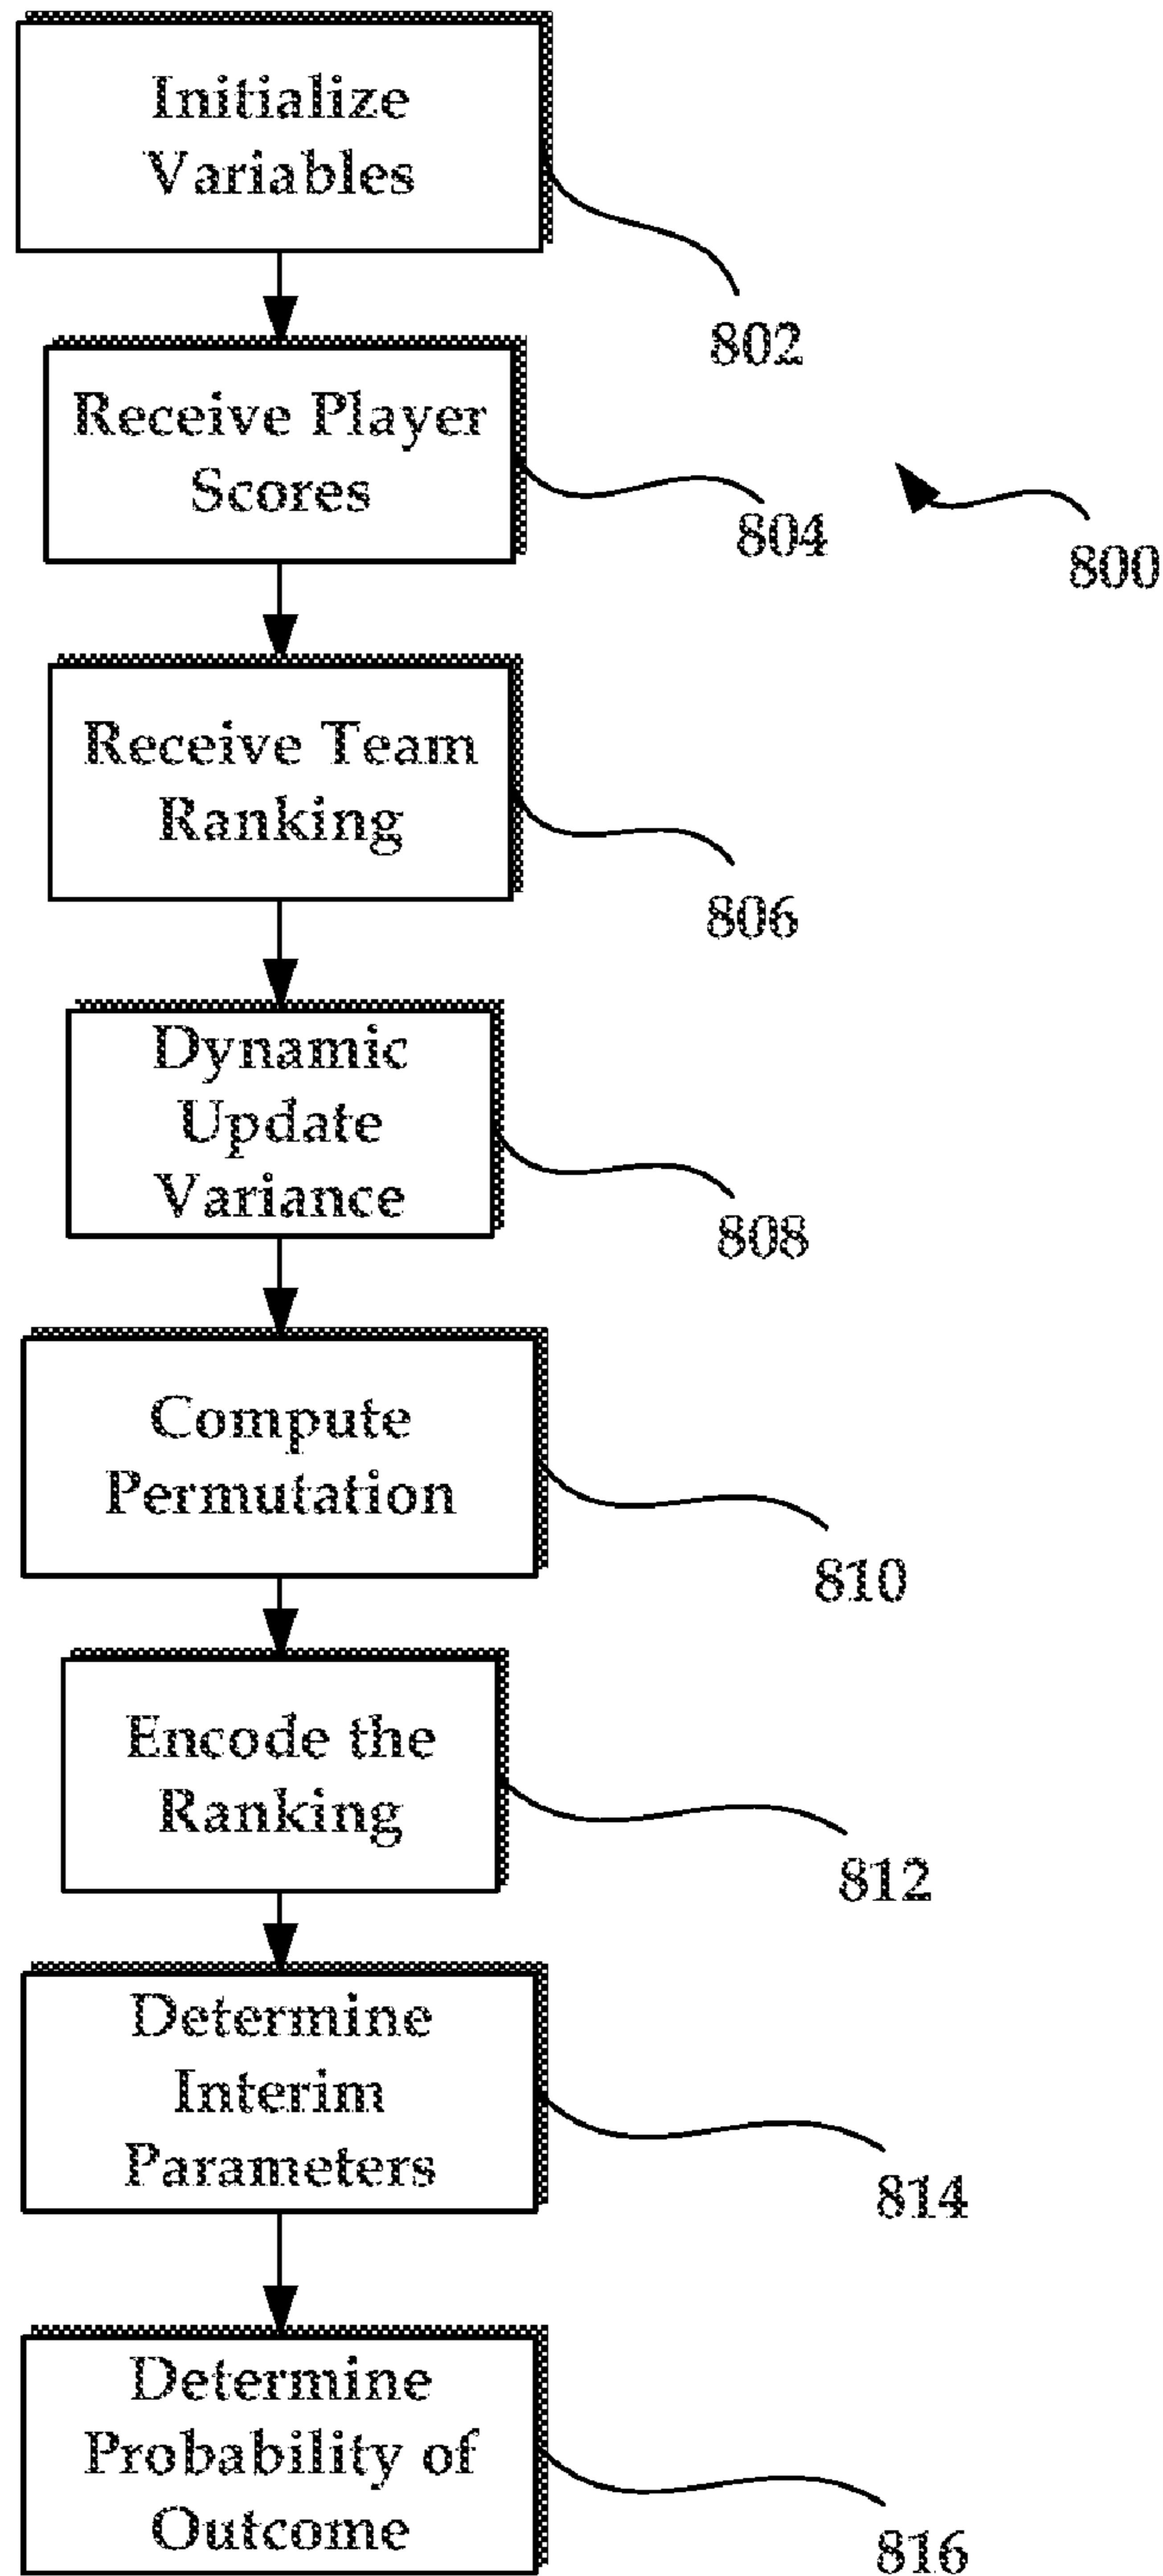 Initialize
Variables
802
Receive Player
Scores
804
800
Receive Team
Ranking
806
Dynamic
Update
Variance
808
Compute
Permutation
810
Encode the
Ranking
812
Determine
Interim
Parameters
814
Determine
Probability of
Outcome
816